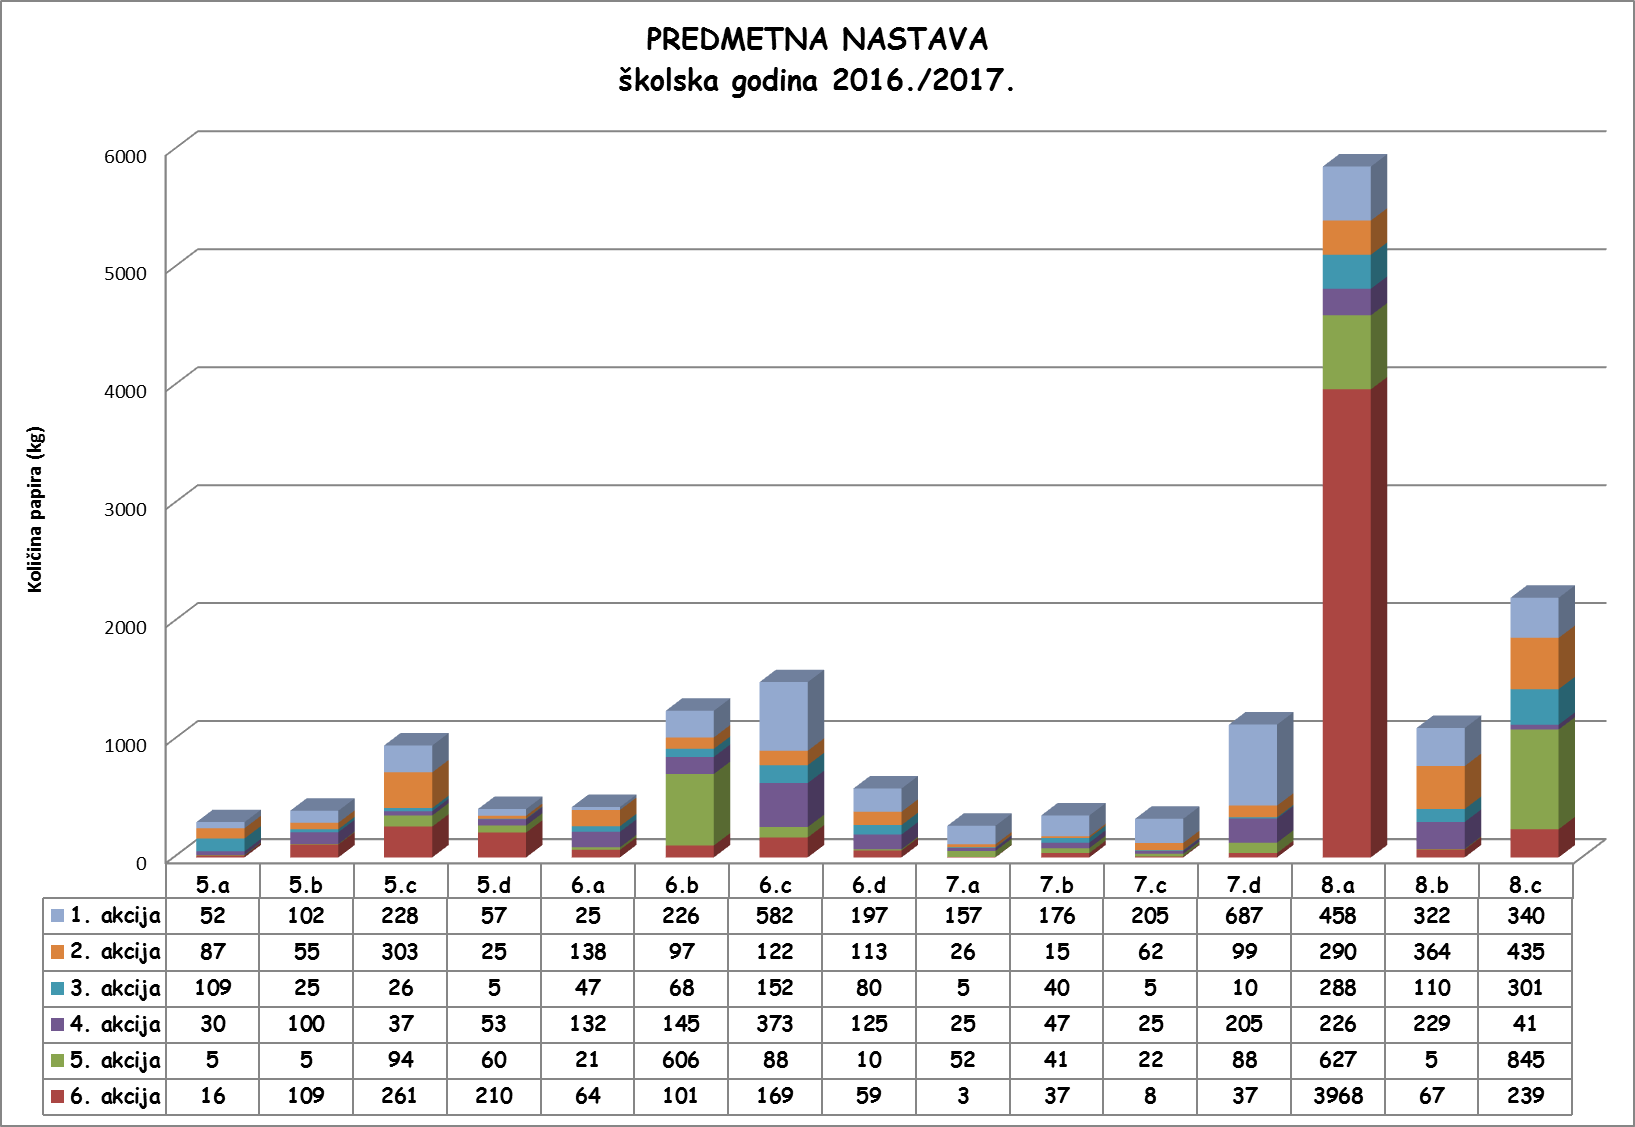 PREDMETNA NASTAVA
školska godina 2016./2017.
Količina papira (kg)
6000
5000
4000
3000
2000
1000
0
5.a 5.b 5.c 5.d 6.a 6.b 6.c 6.d 7.a 7.b 7.c 7.d 8.a 8.b 8.c
1. akcija 52 102 228 57 25 226 582 197 157 176 205 687 458 322 340
2. akcija 87 55 303 25 138 97 122 113 26 15 62 99 290 364 435
3. akcija 109 25 26 5 47 68 152 80 5 40 5 10 288 110 301
4. akcija 30 100 37 53 132 145 373 125 25 47 25 205 226 229 41
5. akcija 5 5 94 60 21 606 88 10 52 41 22 88 627 5 845
6. akcija 16 109 261 210 64 101 169 59 3 37 8 37 3968 67 239